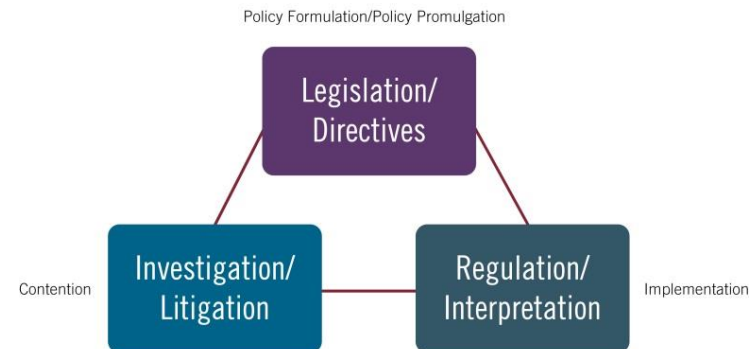 Policy Formulation/Policy Promulgation
Legislation/
Directives
Contention
Investigation/
Litigation
Regulation/
Interpretation
Implementation